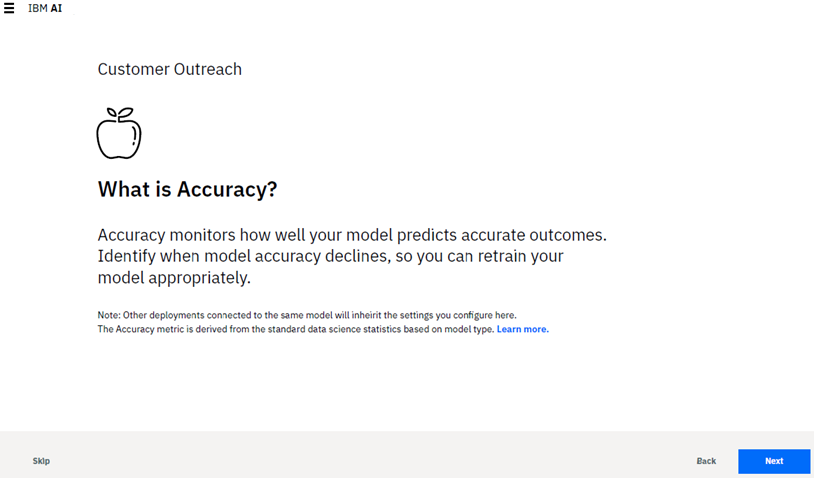 IBM AI
Customer Outreach
What is Accuracy?
Accuracy monitors how well your model predicts accurate outcomes.
Identify when model accuracy declines, so you can retrain your
model appropriately.
Note: Other deployments connected to the same model will inheirit the settings you configure here.
The Accuracy metric is derived from the standard data science statistics based on model type. Learn more.
Skip
Back
Next